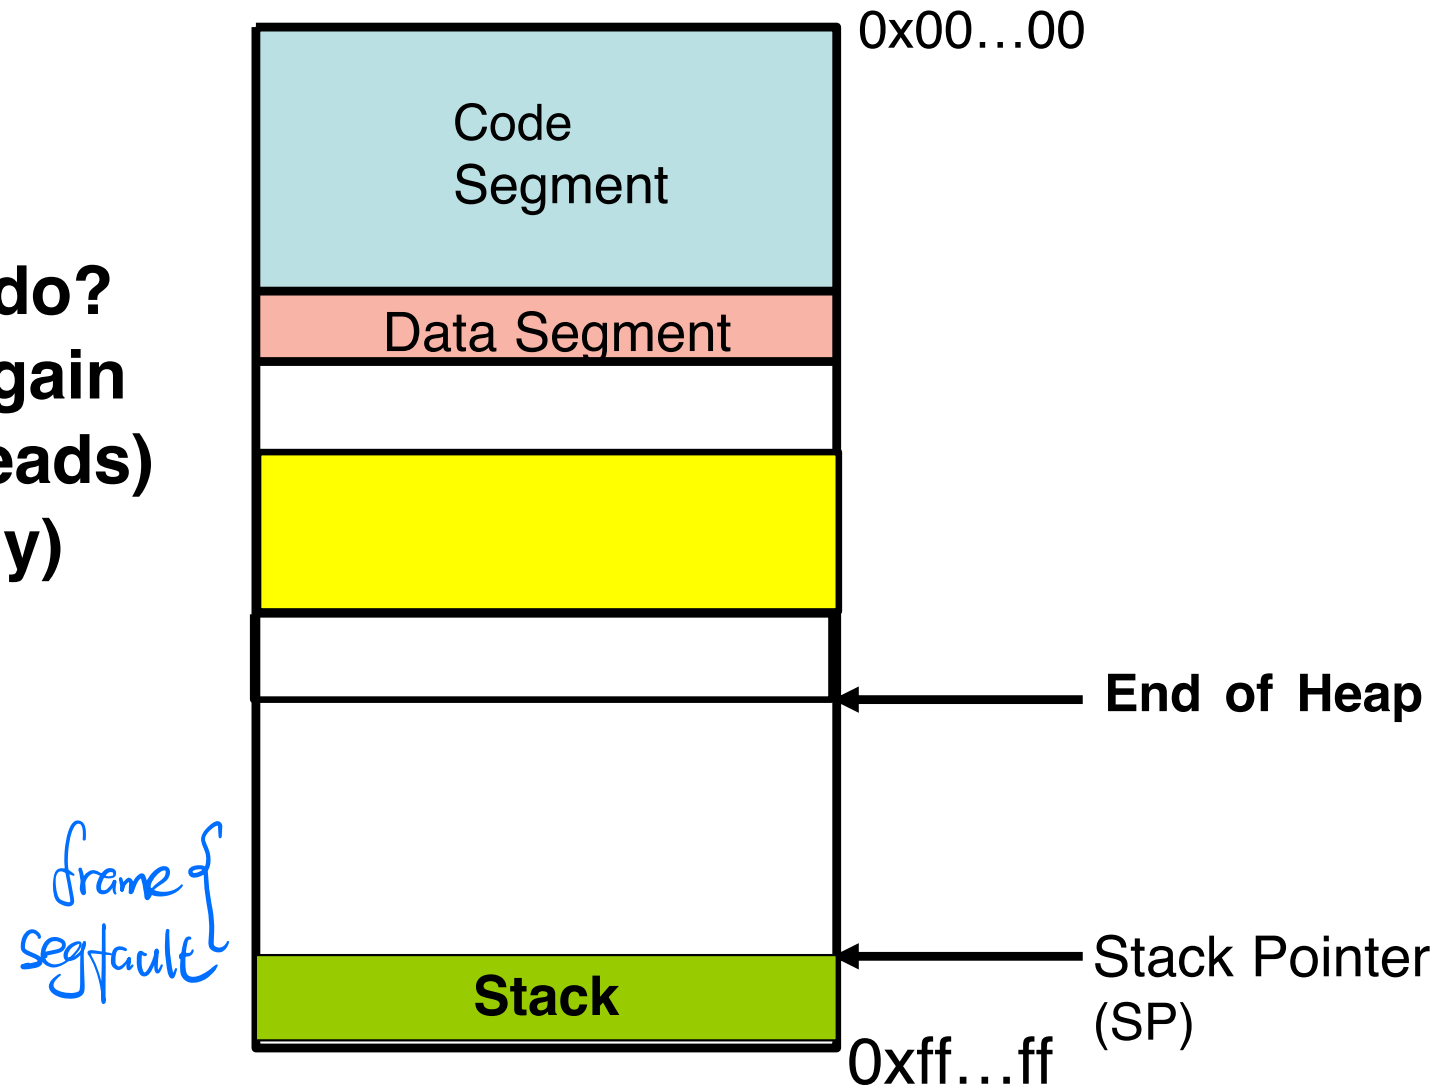 0x00…00
Code
Segment
do?
Data Segment
gain
eads)
y)
End of Heap
frame {
segfault
Stack Pointer
Stack
(SP)
0xff…ff